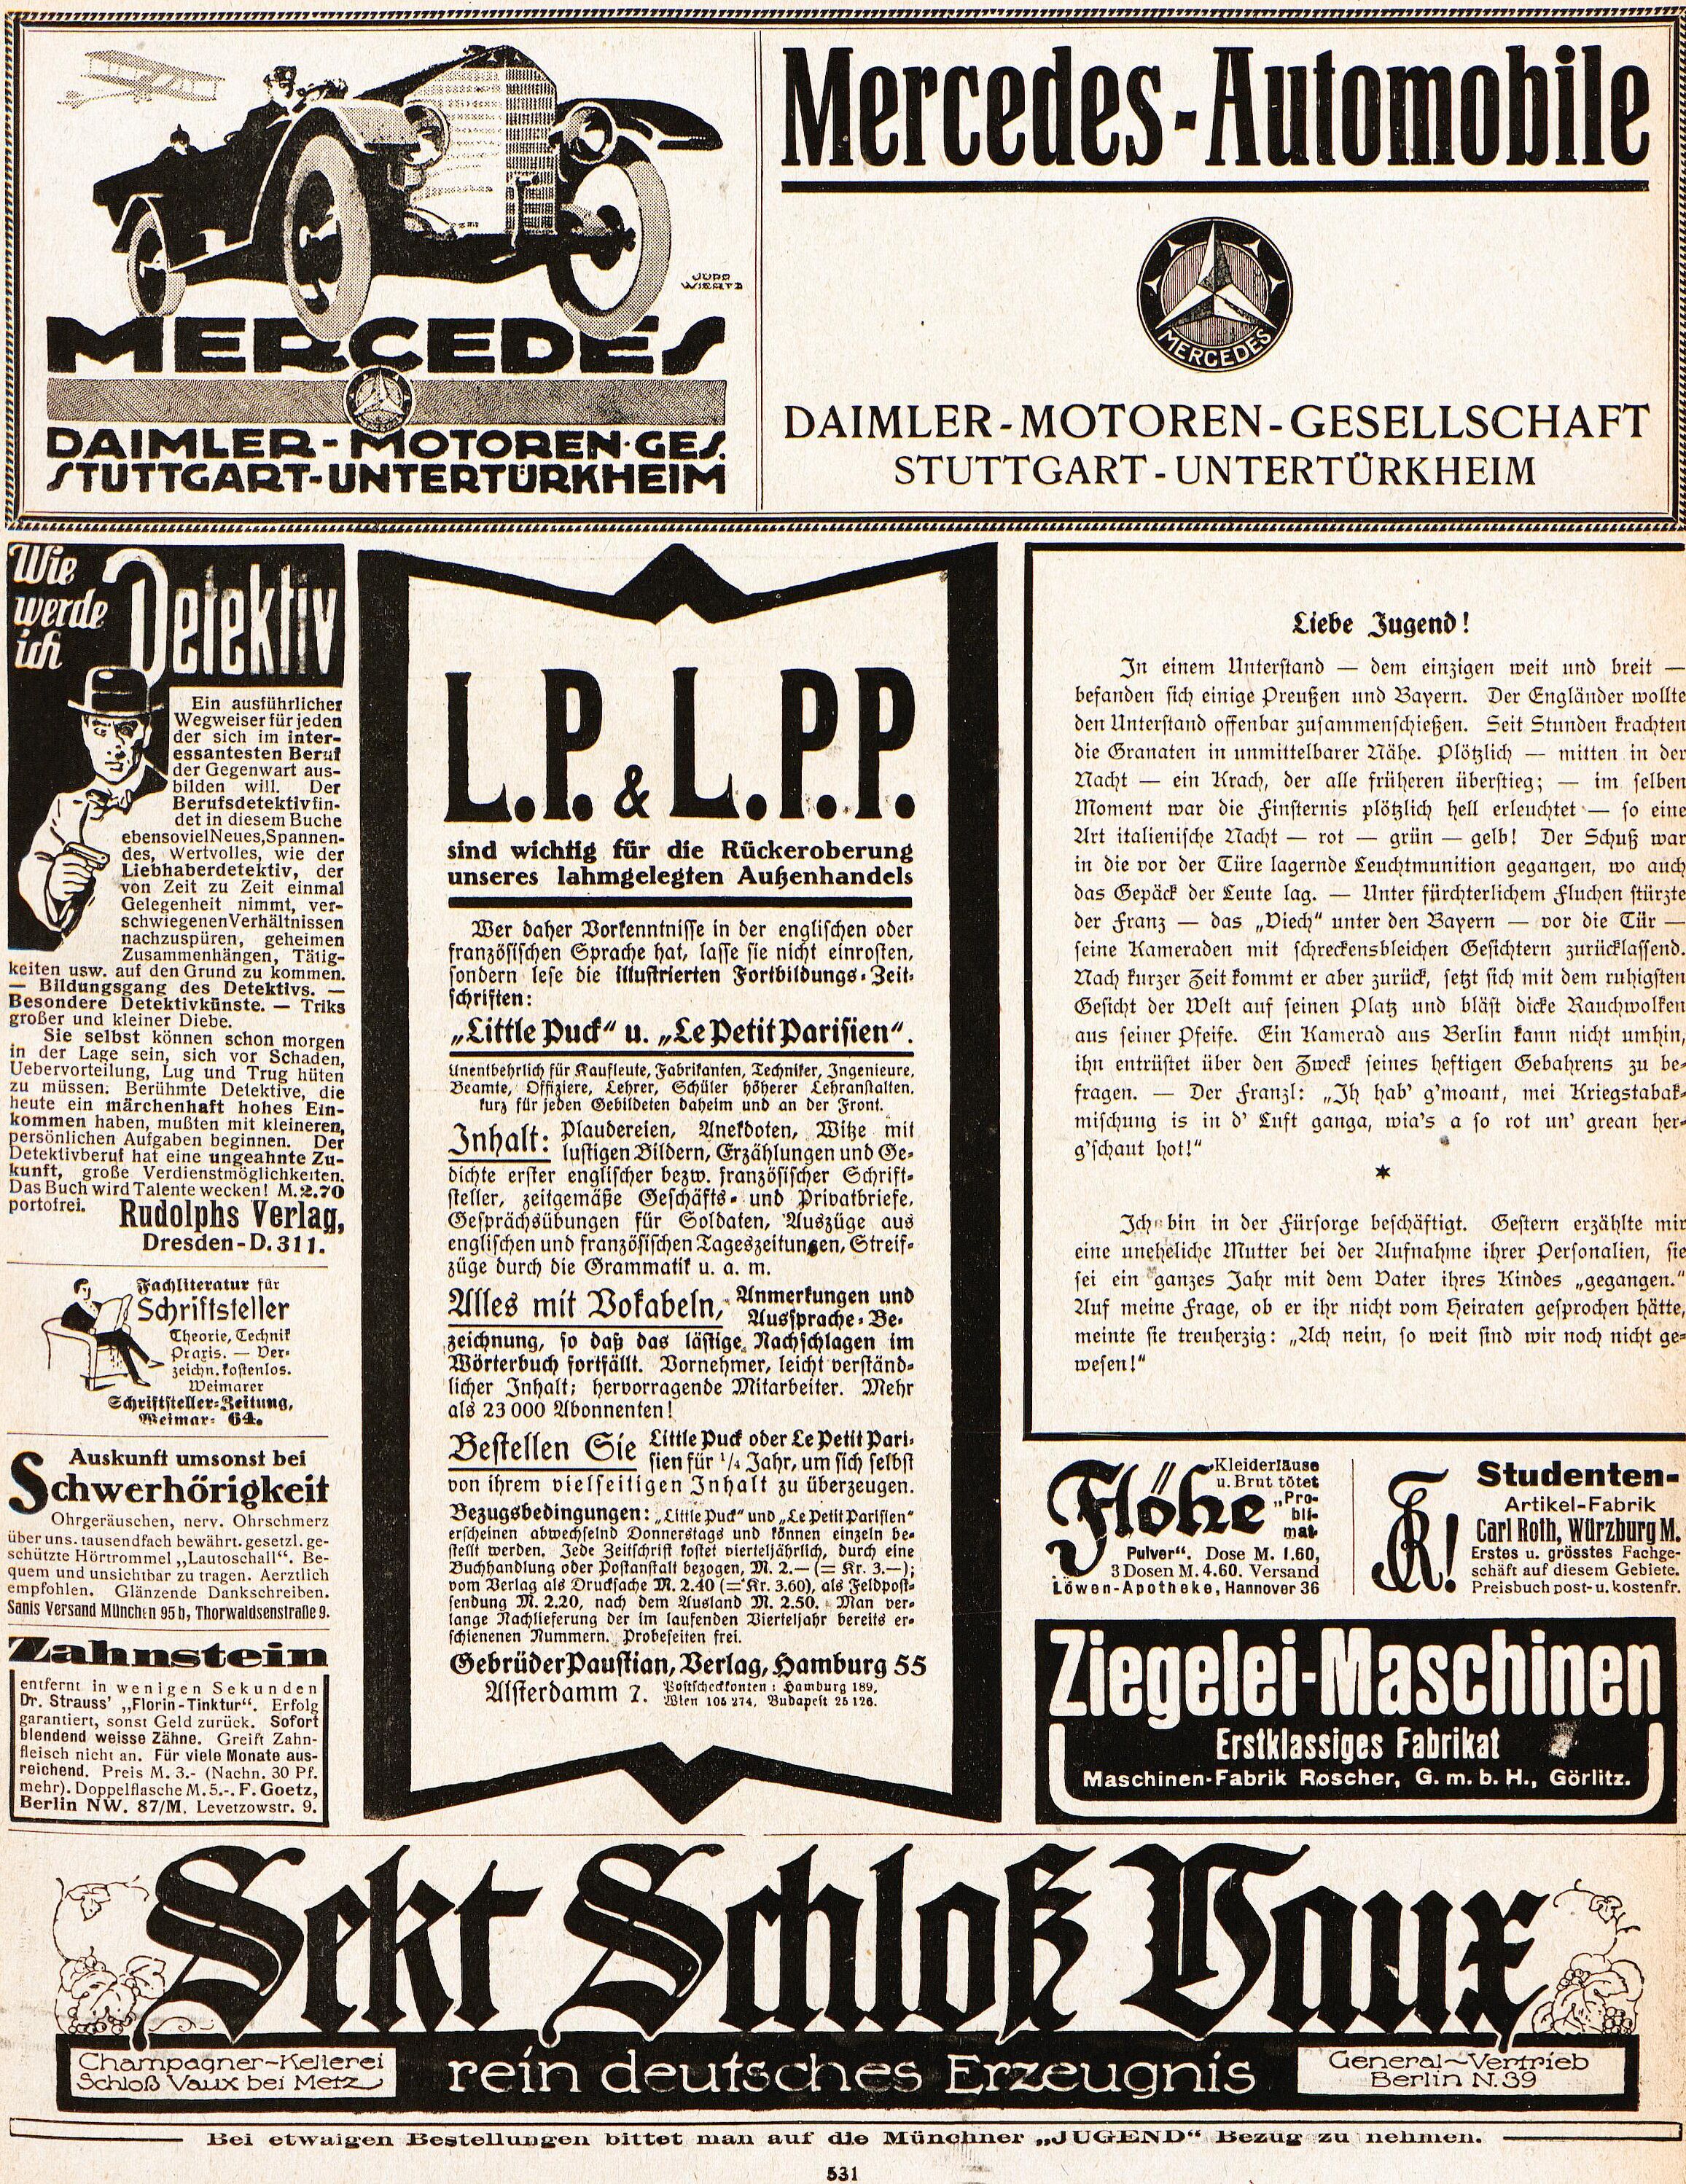 JUPP
WIERTZ
MERCEDES
DAIMLER-MOTOREN·GES.
STUTTGART-UNTERTÜRKHEIM
Mercedes-Automobile
MERCEDES
DAIMLER-MOTOREN-GESELLSCHAFT
STUTTGART-UNTERTÜRKHEIM
Wie
werde
ich
Detektiv
Ein ausführlicher
Wegweiser für jeden
der sich im inter-
essantesten Beruf
der Gegenwart aus-
bilden will. Der
Berufsdetektiv fin-
det in diesem Buche
ebensoviel Neues, Spannen-
des, Wertvolles, wie der
Liebhaberdetektiv, der
von Zeit zu Zeit einmal
Gelegenheit nimmt, ver-
schwiegenen Verhältnissen
nachzuspüren, geheimen
Zusammenhängen, Tätig-
keiten usw. auf den Grund zu kommen.
— Bildungsgang des Detektivs. —
Besondere Detektivkünste. — Triks
großer und kleiner Diebe.
Sie selbst können schon morgen
in der Lage sein, sich vor Schaden,
Uebervorteilung, Lug und Trug hüten
zu müssen. Berühmte Detektive, die
heute ein märchenhaft hohes Ein-
kommen haben, mußten mit kleineren,
persönlichen Aufgaben beginnen. Der
Detektivberuf hat eine ungeahnte Zu-
kunft, große Verdienstmöglichkeiten.
Das Buch wird Talente wecken! M. 2.70
portofrei. Rudolphs Verlag,
Dresden-D. 311.
Fachliteratur für
Schriftsteller
Theorie, Technik
Praxis. — Ver-
zeichn. kostenlos.
Weimarer
Schriftsteller-Zeitung,
Weimar- 64.
Auskunft umsonst bei
Schwerhörigkeit
Ohrgeräuschen, nerv. Ohrschmerz
über uns. tausendfach bewährt. gesetzl. ge-
schützte Hörtrommel „Lautoschall“. Be-
quem und unsichtbar zu tragen. Aerztlich
empfohlen. Glänzende Dankschreiben.
Sanis Versand München 95 b, Thorwaldsenstraße 9.
Zahnstein
entfernt in wenigen Sekunden
Dr. Strauss’ „Florin-Tinktur“. Erfolg
garantiert, sonst Geld zurück. Sofort
blendend weisse Zähne. Greift Zahn-
fleisch nicht an. Für viele Monate aus-
reichend. Preis M. 3.- (Nachn. 30 Pf.
mehr). Doppelflasche M. 5.-. F. Goetz,
Berlin NW. 87/M. Levetzowstr. 9.
L.P. & L.P.P.
sind wichtig für die Rückeroberung
unseres lahmgelegten Außenhandels
Wer daher Vorkenntnisse in der englischen oder
französischen Sprache hat, lasse sie nicht einrosten,
sondern lese die illustrierten Fortbildungs-Zeit-
schriften:
„Little Puck“ u. „Le Petit Parisien“.
Unentbehrlich für Kaufleute, Fabrikanten, Techniker, Ingenieure,
Beamte, Offiziere, Lehrer, Schüler höherer Lehranstalten,
kurz für jeden Gebildeten daheim und an der Front.
Inhalt: Plaudereien, Anekdoten, Witze mit
lustigen Bildern, Erzählungen und Ge-
dichte erster englischer bezw. französischer Schrift-
steller, zeitgemäße Geschäfts- und Privatbriefe,
Gesprächsübungen für Soldaten, Auszüge aus
englischen und französischen Tageszeitungen, Streif-
züge durch die Grammatik u. a. m.
Alles mit Vokabeln, Anmerkungen und
Aussprache-Be-
zeichnung, so daß das lästige Nachschlagen im
Wörterbuch fortfällt. Vornehmer, leicht verständ-
licher Inhalt; hervorragende Mitarbeiter. Mehr
als 23 000 Abonnenten!
Bestellen Sie Little Puck oder Le Petit Pari-
sien für 1/4 Jahr, um sich selbst
von ihrem vielseitigen Inhalt zu überzeugen.
Bezugsbedingungen: „Little Puck“ und „Le Petit Parisien“
erscheinen abwechselnd Donnerstags und können einzeln be-
stellt werden. Jede Zeitschrift kostet vierteljährlich, durch eine
Buchhandlung oder Postanstalt bezogen, M. 2.— (= Kr. 3.—);
vom Verlag als Drucksache M. 2.40 (= Kr. 3.60), als Feldpost-
sendung M. 2.20, nach dem Ausland M. 2.50. Man ver-
lange Nachlieferung der im laufenden Vierteljahr bereits er-
schienenen Nummern. Probeseiten frei.
Gebrüder Paustian, Verlag, Hamburg 55
Alsterdamm 7. Postscheckkonten: Hamburg 189,
Wien 105 274, Budapest 25 126.
Liebe Jugend!
In einem Unterstand — dem einzigen weit und breit —
befanden sich einige Preußen und Bayern. Der Engländer wollte
den Unterstand offenbar zusammenschießen. Seit Stunden krachten
die Granaten in unmittelbarer Nähe. Plötzlich — mitten in der
Nacht — ein Krach, der alle früheren überstieg; — im selben
Moment war die Finsternis plötzlich hell erleuchtet — so eine
Art italienische Nacht — rot — grün — gelb! Der Schuß war
in die vor der Türe lagernde Leuchtmunition gegangen, wo auch
das Gepäck der Leute lag. — Unter fürchterlichem Fluchen stürzte
der Franz — das „Viech“ unter den Bayern — vor die Tür —
seine Kameraden mit schreckensbleichen Gesichtern zurücklassend.
Nach kurzer Zeit kommt er aber zurück, setzt sich mit dem ruhigsten
Gesicht der Welt auf seinen Platz und bläst dicke Rauchwolken
aus seiner Pfeife. Ein Kamerad aus Berlin kann nicht umhin,
ihn entrüstet über den Zweck seines heftigen Gebahrens zu be-
fragen. — Der Franzl: „Ih hab’ g’moant, mei Kriegstabak-
mischung is in d’ Luft ganga, wia’s a so rot un’ grean her-
g’schaut hot!“
*
Ich bin in der Fürsorge beschäftigt. Gestern erzählte mir
eine uneheliche Mutter bei der Aufnahme ihrer Personalien, sie
sei ein ganzes Jahr mit dem Vater ihres Kindes „gegangen.“
Auf meine Frage, ob er ihr nicht vom Heiraten gesprochen hätte,
meinte sie treuherzig: „Ach nein, so weit sind wir noch nicht ge-
wesen!“
Flöhe Kleiderläuse
u. Brut tötet
„Pro-
bli-
mat-
Pulver“. Dose M. 1.60,
3 Dosen M. 4.60. Versand
Löwen-Apotheke, Hannover 36
Studenten-
Artikel-Fabrik
Carl Roth, Würzburg M.
Erstes u. grösstes Fachge-
schäft auf diesem Gebiete.
Preisbuch post- u. kostenfr.
Ziegelei-Maschinen
Erstklassiges Fabrikat
Maschinen-Fabrik Roscher, G. m. b. H., Görlitz.
Sekt Schloß Vaux
Champagner-Kellerei
Schloß Vaux bei Metz
rein deutsches Erzeugnis
General-Vertrieb
Berlin N. 39
Bei etwaigen Bestellungen bittet man auf die Münchner „JUGEND“ Bezug zu nehmen.
531